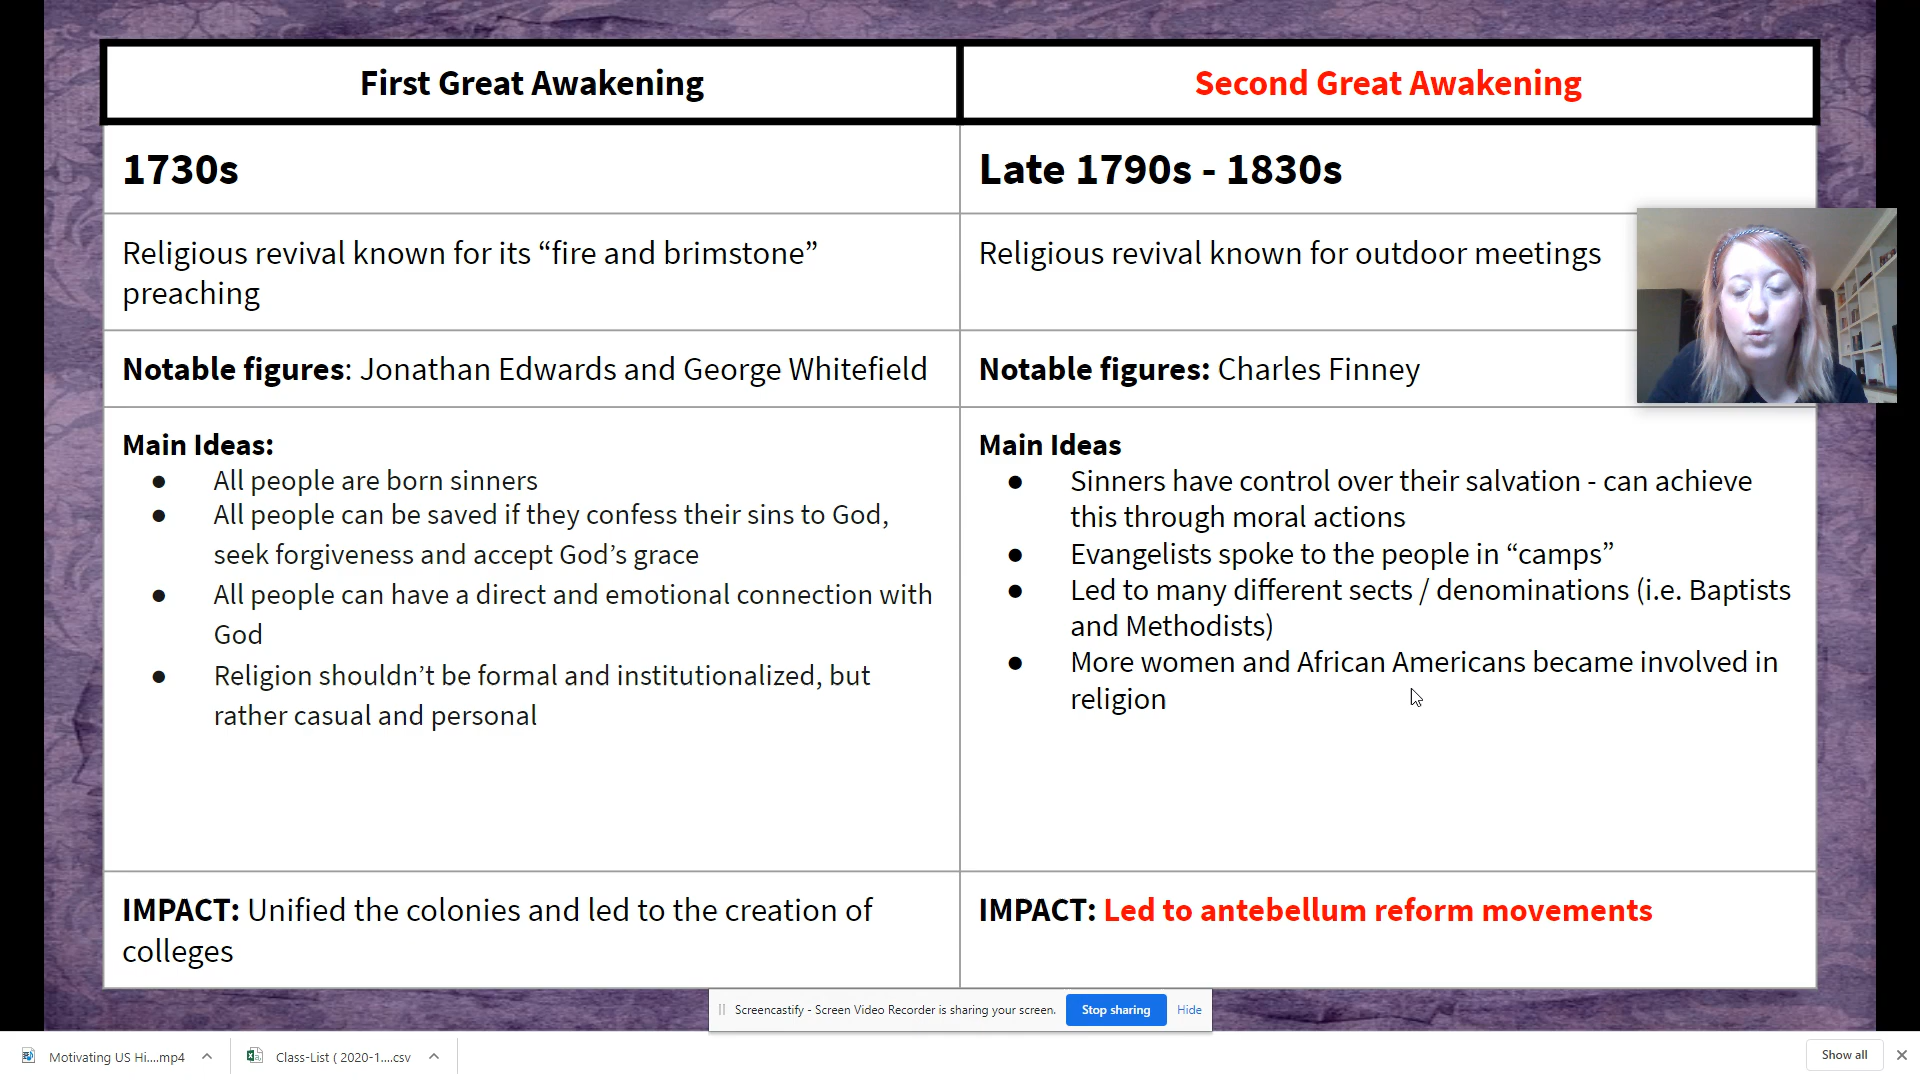 First Great Awakening
Second Great Awakening
1730s
Late 1790s - 1830s
Religious revival known for its “fire and brimstone”
preaching
Religious revival known for outdoor meetings
Notable figures: Jonathan Edwards and George Whitefield
Notable figures: Charles Finney
Main Ideas:
● All people are born sinners
● All people can be saved if they confess their sins to God,
seek forgiveness and accept God’s grace
● All people can have a direct and emotional connection with
God
● Religion shouldn’t be formal and institutionalized, but
rather casual and personal
Main Ideas
● Sinners have control over their salvation - can achieve
this through moral actions
● Evangelists spoke to the people in “camps”
● Led to many different sects / denominations (i.e. Baptists
and Methodists)
● More women and African Americans became involved in
religion
IMPACT: Unified the colonies and led to the creation of
colleges
IMPACT: Led to antebellum reform movements
Screencastify - Screen Video Recorder is sharing your screen.
Stop sharing
Hide
Motivating US Hi....mp4
Class-List ( 2020-1....csv
Show all